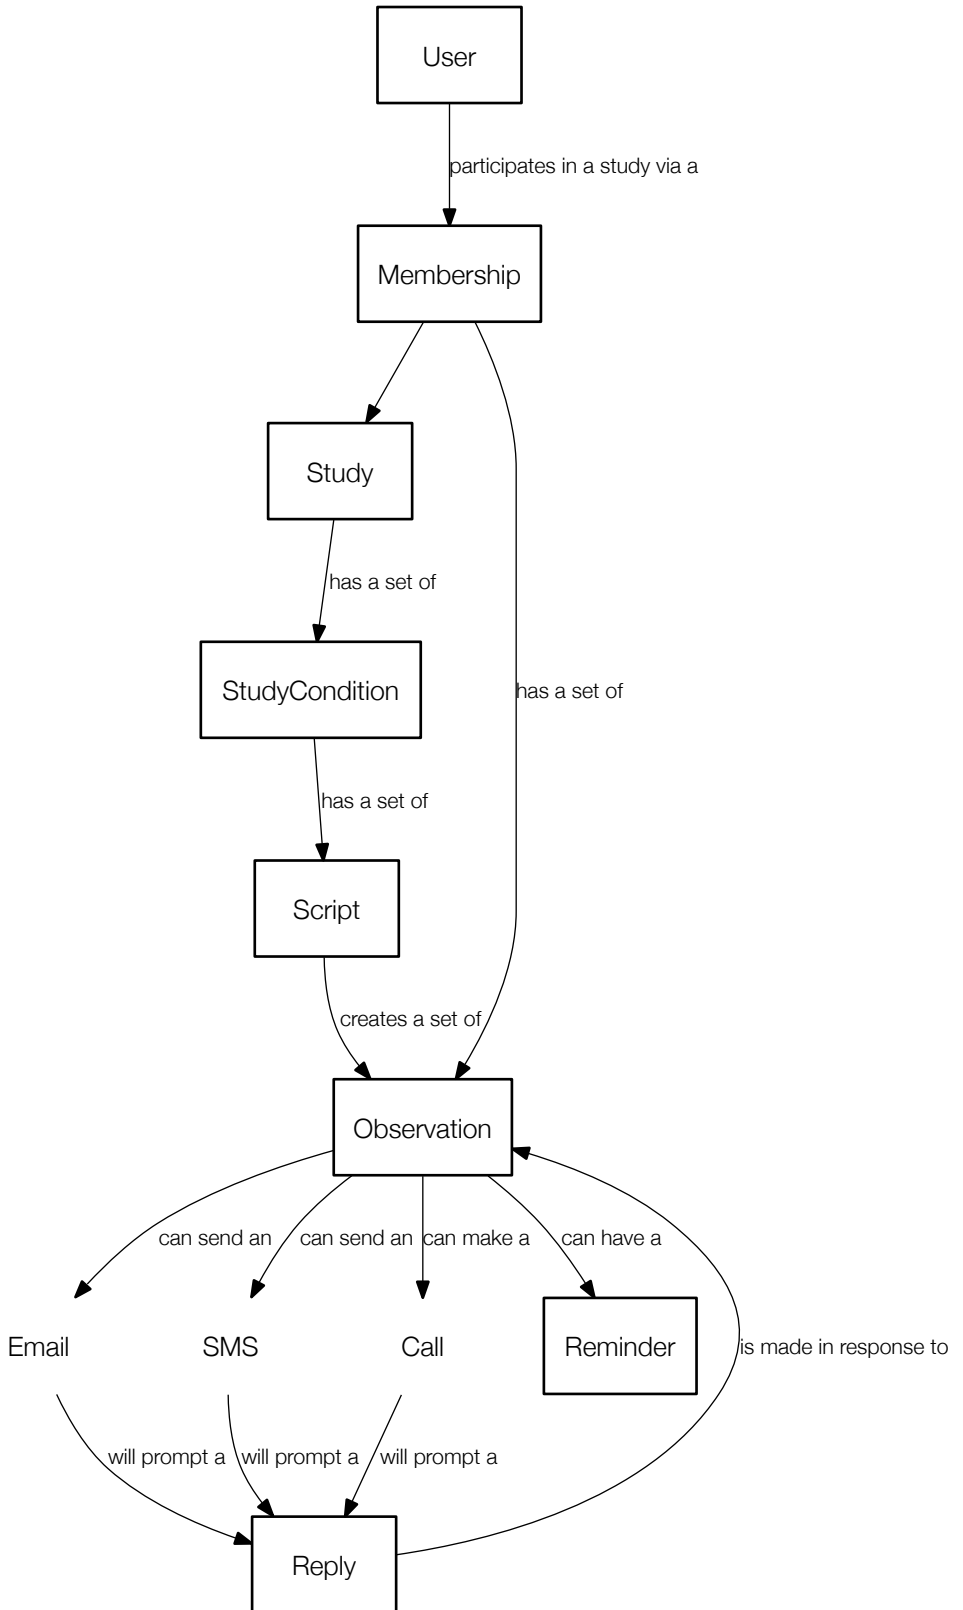 User
participates in a study via a
Membership
Study
has a set of
StudyCondition
has a set of
has a set of
Script
creates a set of
Observation
can send an
can send an
can make a
can have a
Email
SMS
Call
Reminder
is made in response to
will prompt a
will prompt a
will prompt a
Reply